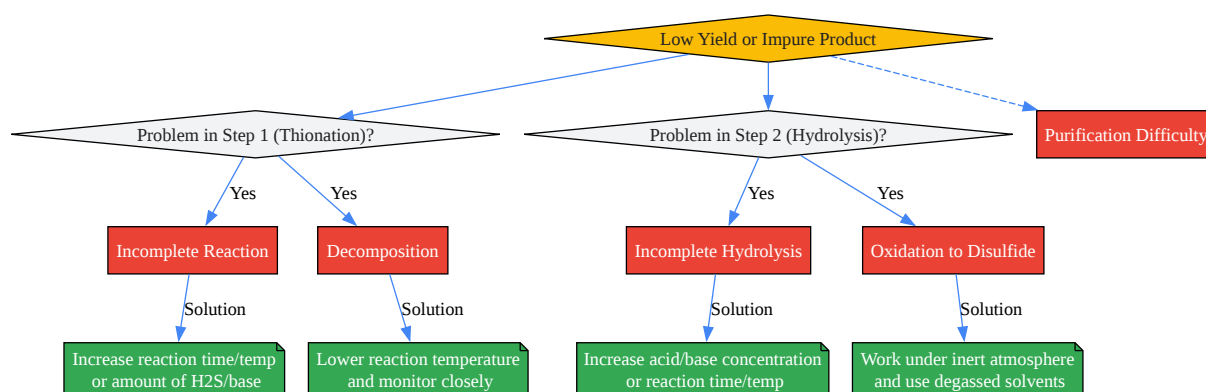 Low Yield or Impure Product
Problem in Step 1 (Thionation)?
Problem in Step 2 (Hydrolysis)?
Purification Difficulty
Yes
Yes
Yes
Yes
Incomplete Reaction
Decomposition
Incomplete Hydrolysis
Oxidation to Disulfide
Solution
Solution
Solution
Solution
Increase reaction time/temp
or amount of H2S/base
Lower reaction temperature
and monitor closely
Increase acid/base concentration
or reaction time/temp
Work under inert atmosphere
and use degassed solvents